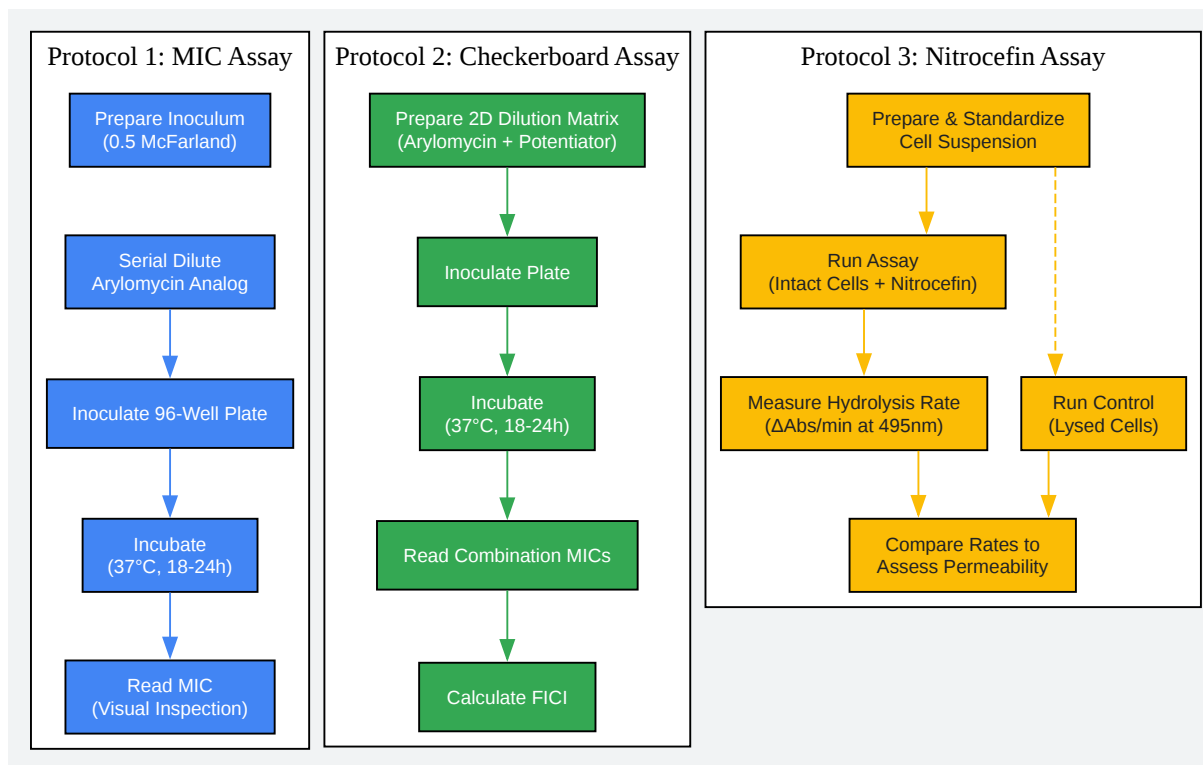 Protocol 1: MIC Assay
Prepare Inoculum
(0.5 McFarland)
Serial Dilute
Arylomycin Analog
Inoculate 96-Well Plate
Incubate
(37°C, 18-24h)
Read MIC
(Visual Inspection)
Protocol 2: Checkerboard Assay
Prepare 2D Dilution Matrix
(Arylomycin + Potentiator)
Inoculate Plate
Incubate
(37°C, 18-24h)
Read Combination MICs
Calculate FICI
Protocol 3: Nitrocefin Assay
Prepare & Standardize
Cell Suspension
Run Assay
(Intact Cells + Nitrocefin)
Measure Hydrolysis Rate
(ΔAbs/min at 495nm)
Run Control
(Lysed Cells)
Compare Rates to
Assess Permeability